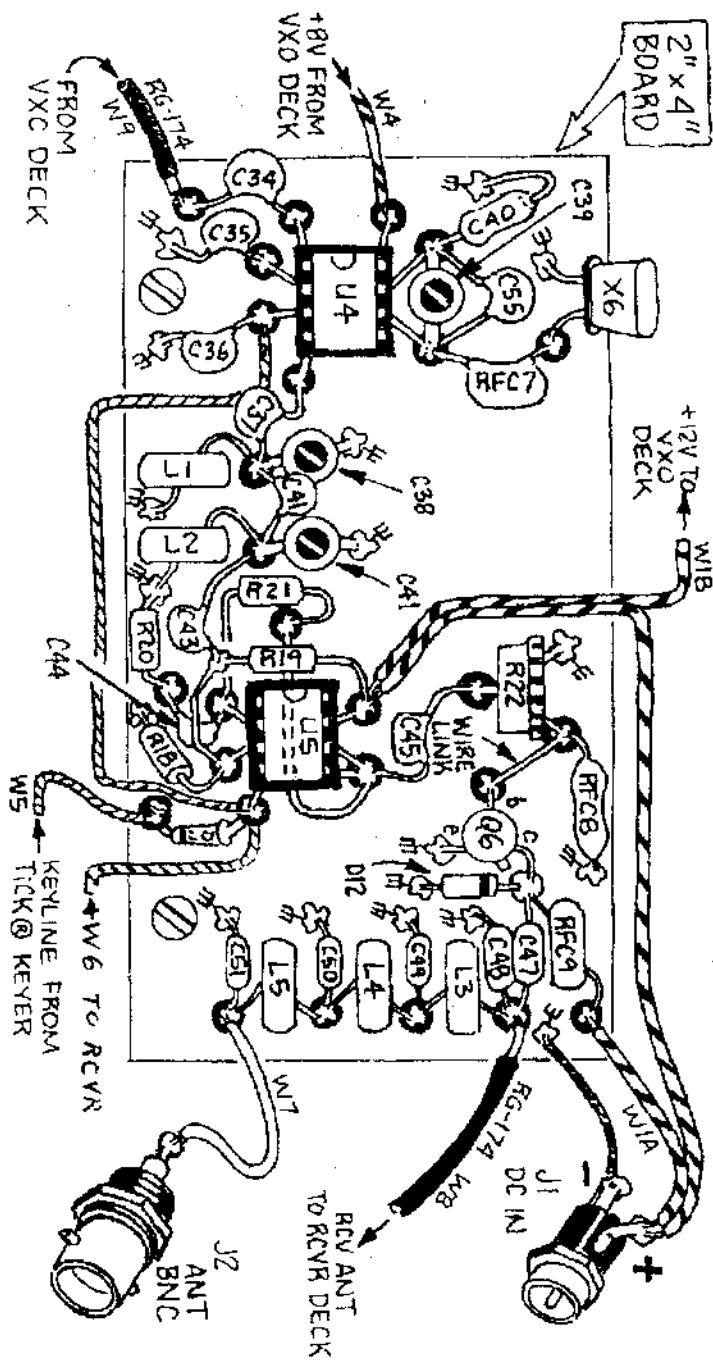 2" x 4"
BOARD
+8V FROM
VXO DECK
W4
RG-174
W9
FROM
VXC DECK
C34
C35
C36
U4
C40
C39
C55
X6
RFC7
+12V TO
VXO
DECK
W1B
L1
L2
C41
C38
C41
R21
R19
R20
C43
C44
R18
U5
C45
R22
WIRE
LINK
RFC8
b
e
c
Q6
D12
W5
KEYLINE FROM
TICK® KEYER
W6 TO RCVR
C51
L5
C50
L4
C49
L3
C48
C47
RFC9
W1A
J1
DC IN
-
+
RG-174
W8
RCV ANT
TO RCVR DECK
W7
J2
ANT
BNC